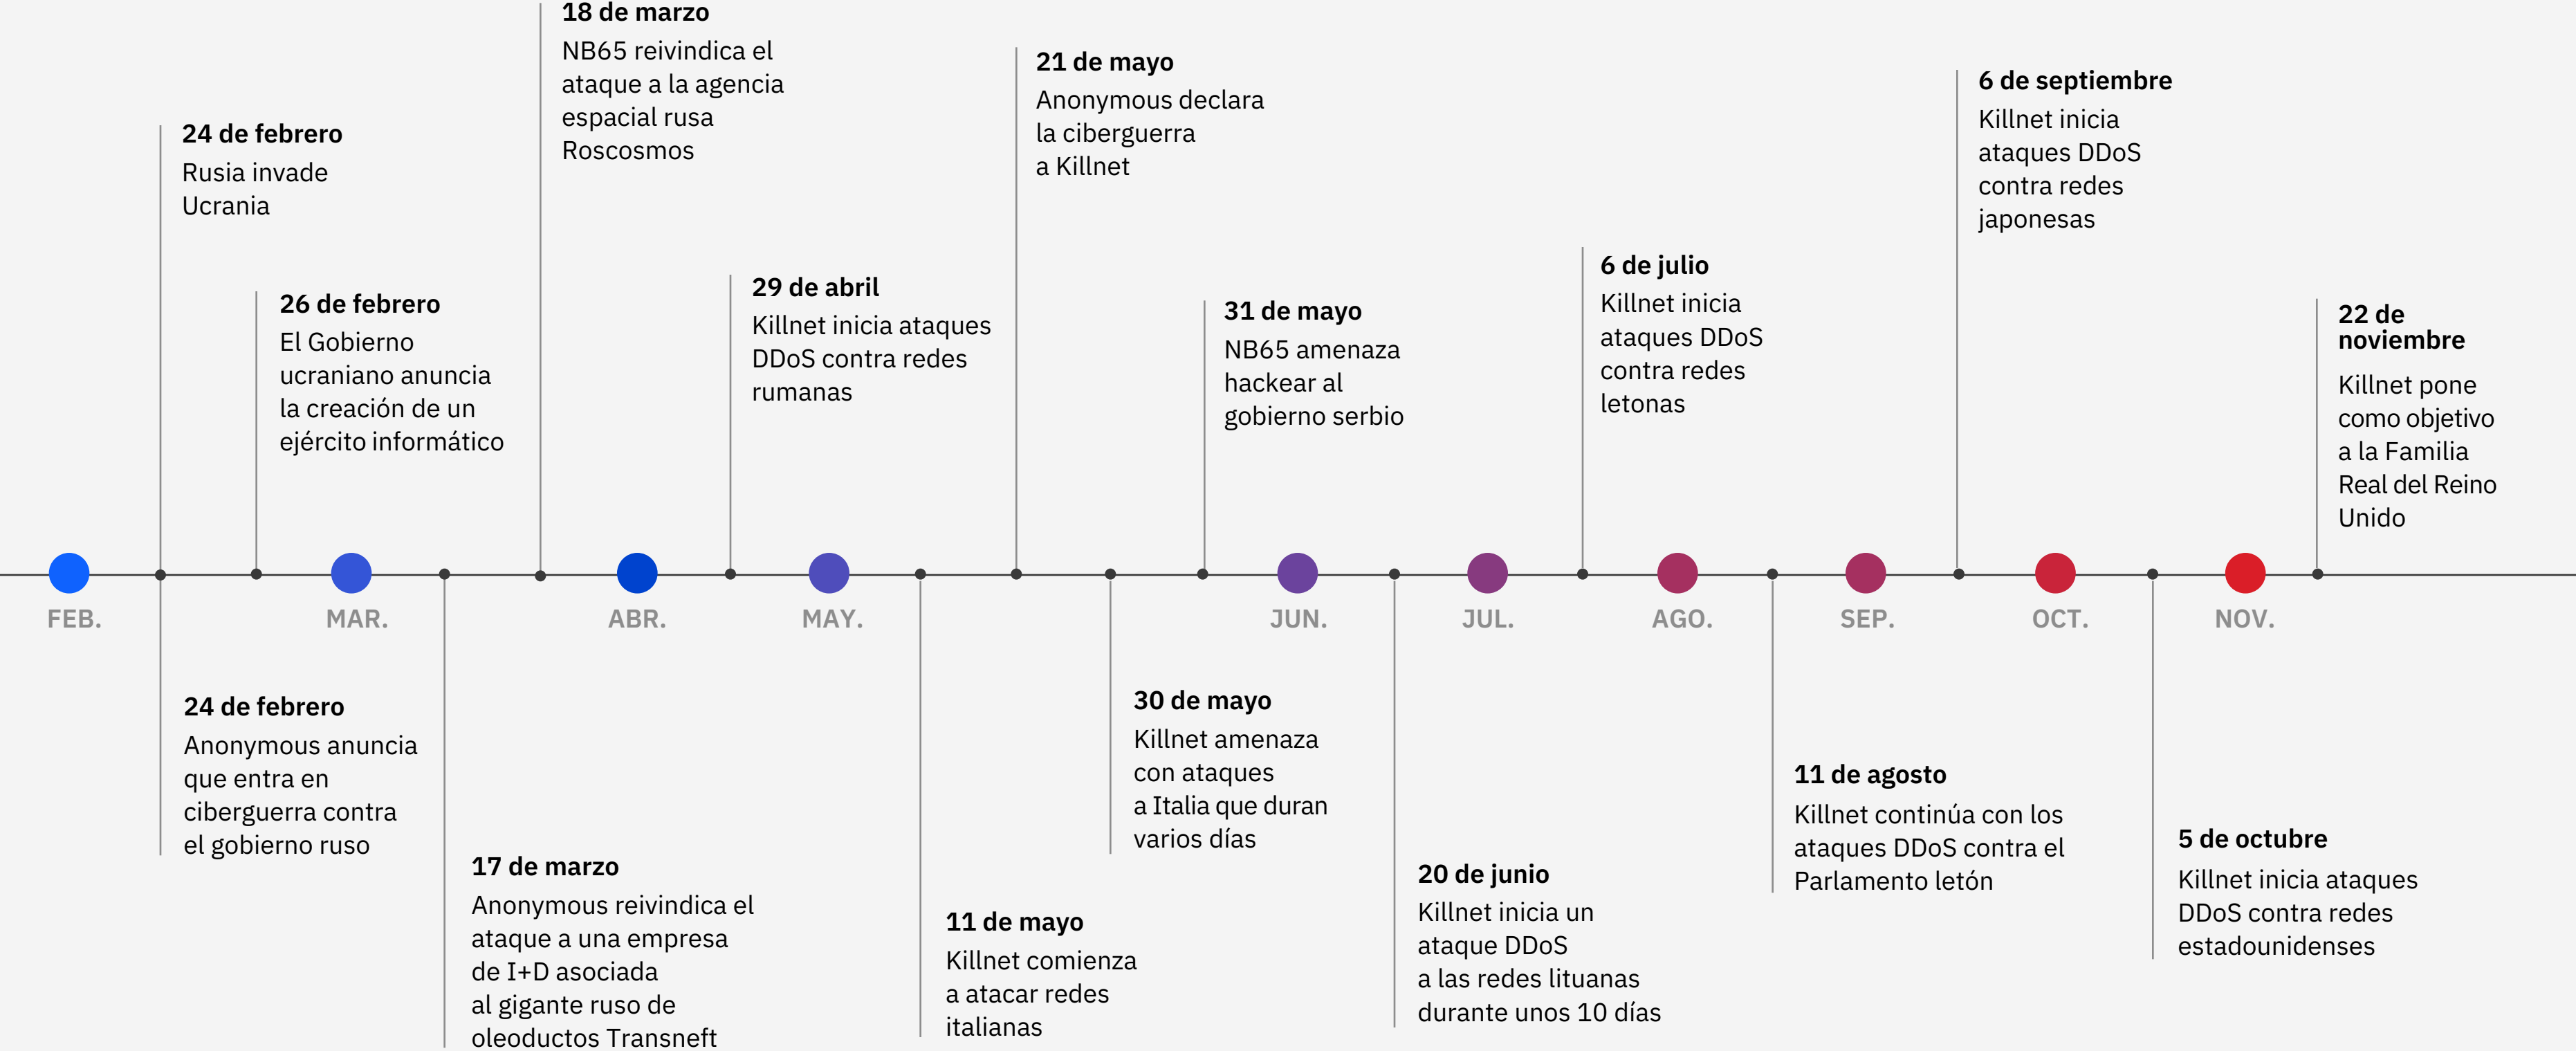 18 de marzo
NB65 reivindica el
ataque a la agencia
espacial rusa
Roscosmos
21 de mayo
Anonymous declara
la ciberguerra
a Killnet
6 de septiembre
Killnet inicia
ataques DDoS
contra redes
japonesas
24 de febrero
Rusia invade
Ucrania
26 de febrero
El Gobierno
ucraniano anuncia
la creación de un
ejército informático
29 de abril
Killnet inicia ataques
DDoS contra redes
rumanas
31 de mayo
NB65 amenaza
hackear al
gobierno serbio
6 de julio
Killnet inicia
ataques DDoS
contra redes
letonas
22 de
noviembre
Killnet pone
como objetivo
a la Familia
Real del Reino
Unido
FEB.
MAR.
ABR.
MAY.
JUN.
JUL.
AGO.
SEP.
OCT.
NOV.
24 de febrero
Anonymous anuncia
que entra en
ciberguerra contra
el gobierno ruso
17 de marzo
Anonymous reivindica el
ataque a una empresa
de I+D asociada
al gigante ruso de
oleoductos Transneft
11 de mayo
Killnet comienza
a atacar redes
italianas
30 de mayo
Killnet amenaza
con ataques
a Italia que duran
varios días
20 de junio
Killnet inicia un
ataque DDoS
a las redes lituanas
durante unos 10 días
11 de agosto
Killnet continúa con los
ataques DDoS contra el
Parlamento letón
5 de octubre
Killnet inicia ataques
DDoS contra redes
estadounidenses